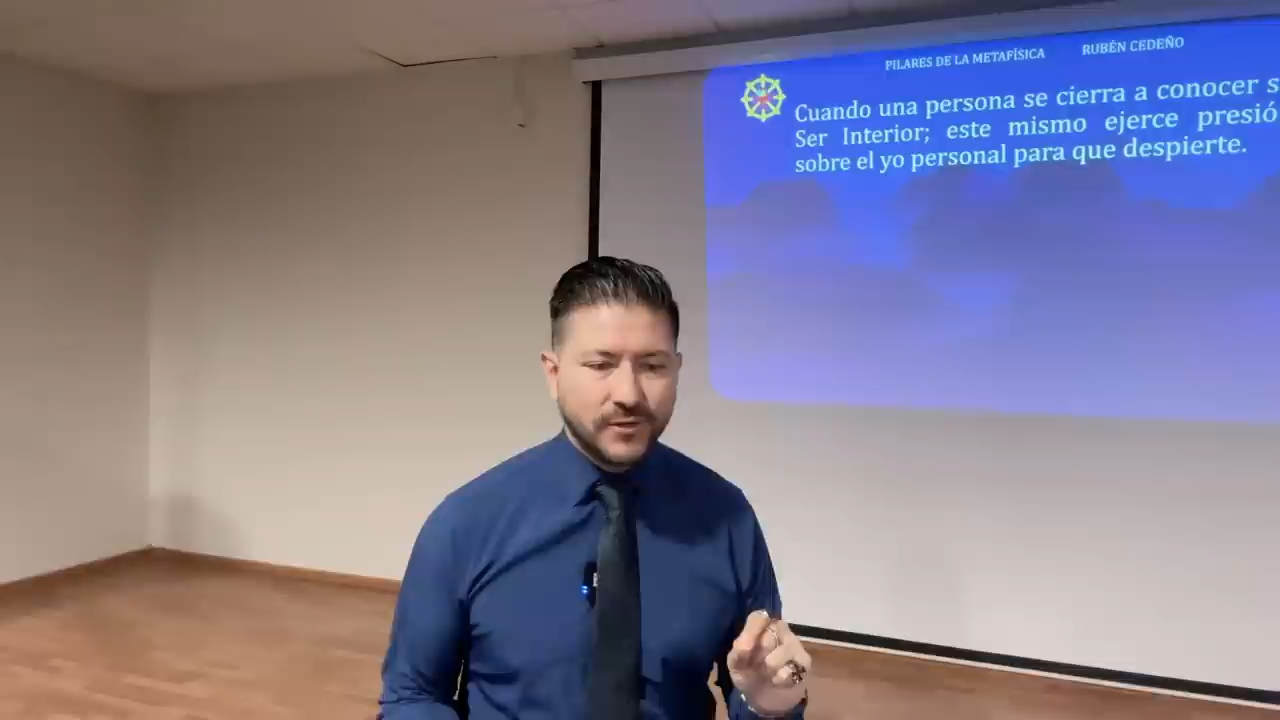 PILARES DE LA METAFÍSICA RUBÉN CEDEÑO
Cuando una persona se cierra a conocer s
Ser Interior; este mismo ejerce presió
sobre el yo personal para que despierte.